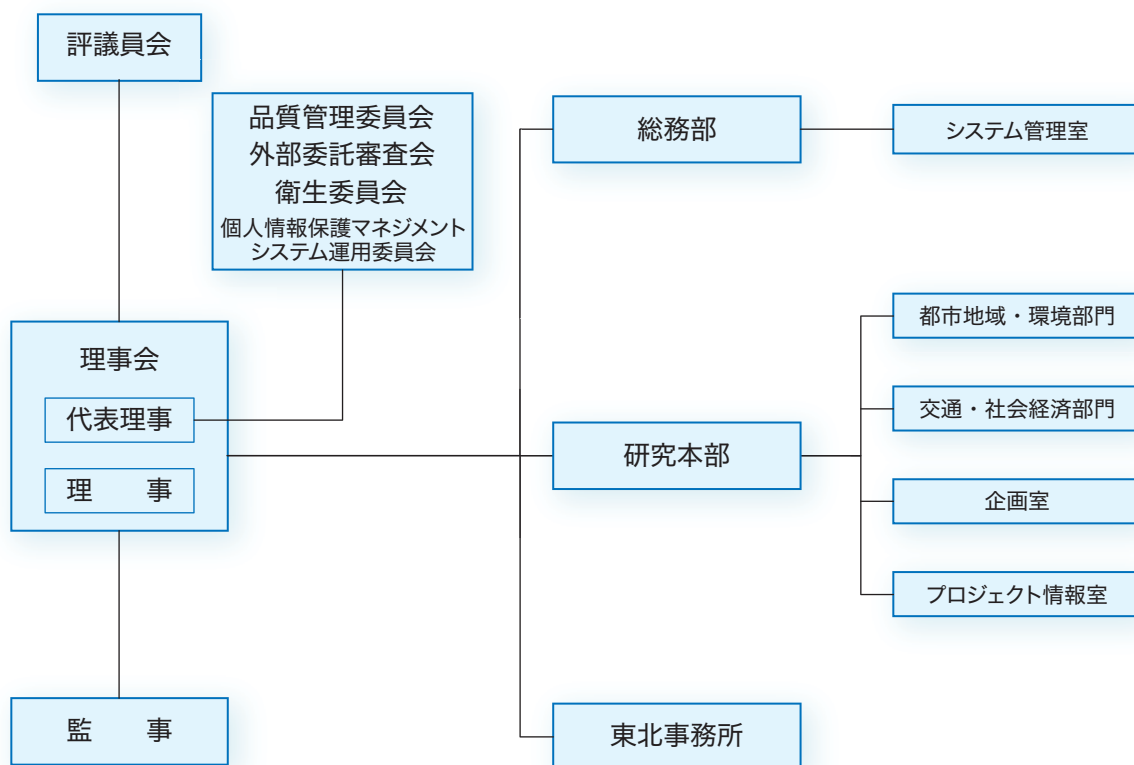 評議員会
品質管理委員会
外部委託審査会
衛生委員会
個人情報保護マネジメント
システム運用委員会
理事会
代表理事
理　事
監　事
総務部
システム管理室
研究本部
都市地域・環境部門
交通・社会経済部門
企画室
プロジェクト情報室
東北事務所